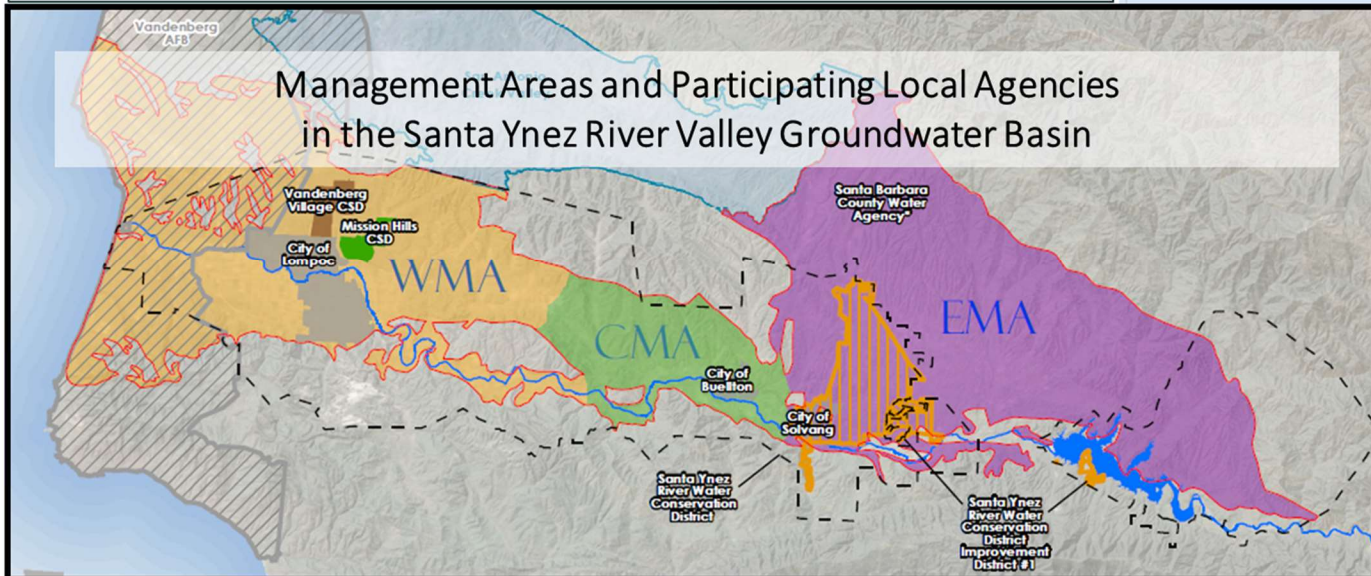 Vandenberg
AFB
Management Areas and Participating Local Agencies
in the Santa Ynez River Valley Groundwater Basin
Vandenberg
Village CSD
Mission Hills
CSD
City of
Lompoc
WMA
Santa Barbara
County Water
Agency*
EMA
CMA
City of
Buellton
City of
Solvang
Santa Ynez
River Water
Conservation
District
Santa Ynez
River Water
Conservation
District
Improvement
District #1